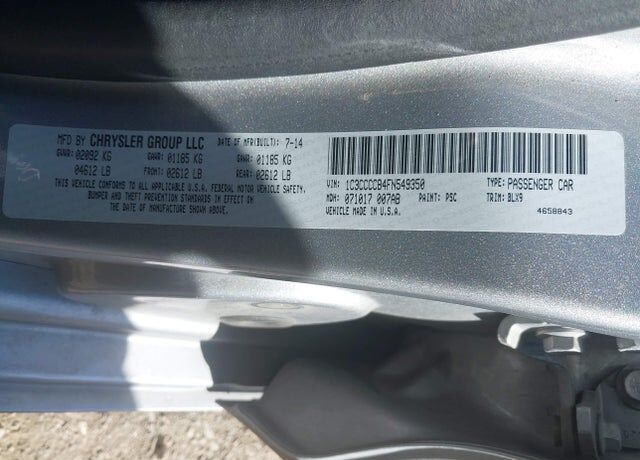 MFD BY CHRYSLER GROUP LLC DATE OF MFR(BUILT): 7-14
GVWR: 02092 KG GAWR: 01185 KG GAWR: 01185 KG
04612 LB FRONT: 02612 LB REAR: 02612 LB
THIS VEHICLE CONFORMS TO ALL APPLICABLE U.S.A. FEDERAL MOTOR VEHICLE SAFETY,
BUMPER AND THEFT PREVENTION STANDARDS IN EFFECT ON
THE DATE OF MANUFACTURE SHOWN ABOVE.
VIN: 1C3CCCCB4FN549350 TYPE: PASSENGER CAR
MDH: 071017 007AB PAINT: PSC TRIM: BLX9
VEHICLE MADE IN U.S.A. 4658843